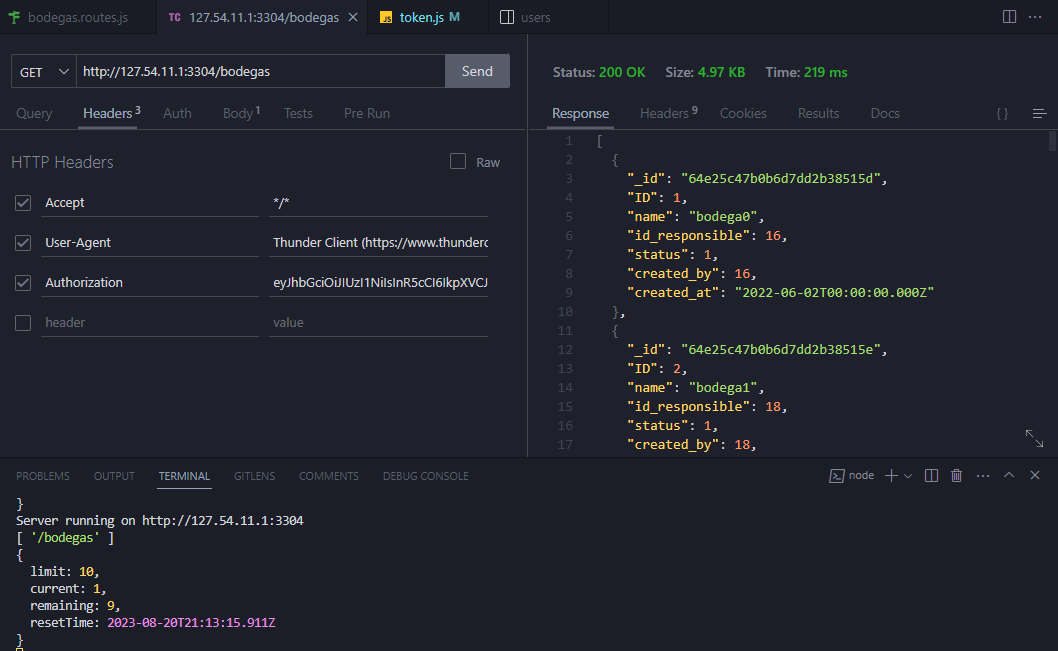 bodegas.routes.js
TC 127.54.11.1:3304/bodegas
JS token.js M
users
GET http://127.54.11.1:3304/bodegas Send
Query Headers 3 Auth Body 1 Tests Pre Run
HTTP Headers Raw
Accept */*
User-Agent Thunder Client (https://www.thunderc
Authorization
header value
Status: 200 OK Size: 4.97 KB Time: 219 ms
Response Headers 9 Cookies Results Docs { }
1 [
2 {
3 "_id": "64e25c47b0b6d7dd2b38515d",
4 "ID": 1,
5 "name": "bodega0",
6 "id_responsible": 16,
7 "status": 1,
8 "created_by": 16,
9 "created_at": "2022-06-02T00:00:00.000Z"
10 },
11 {
12 "_id": "64e25c47b0b6d7dd2b38515e",
13 "ID": 2,
14 "name": "bodega1",
15 "id_responsible": 18,
16 "status": 1,
17 "created_by": 18,
PROBLEMS OUTPUT TERMINAL GITLENS COMMENTS DEBUG CONSOLE node
}
Server running on http://127.54.11.1:3304
[ '/bodegas' ]
{
limit: 10,
current: 1,
remaining: 9,
resetTime: 2023-08-20T21:13:15.911Z
}